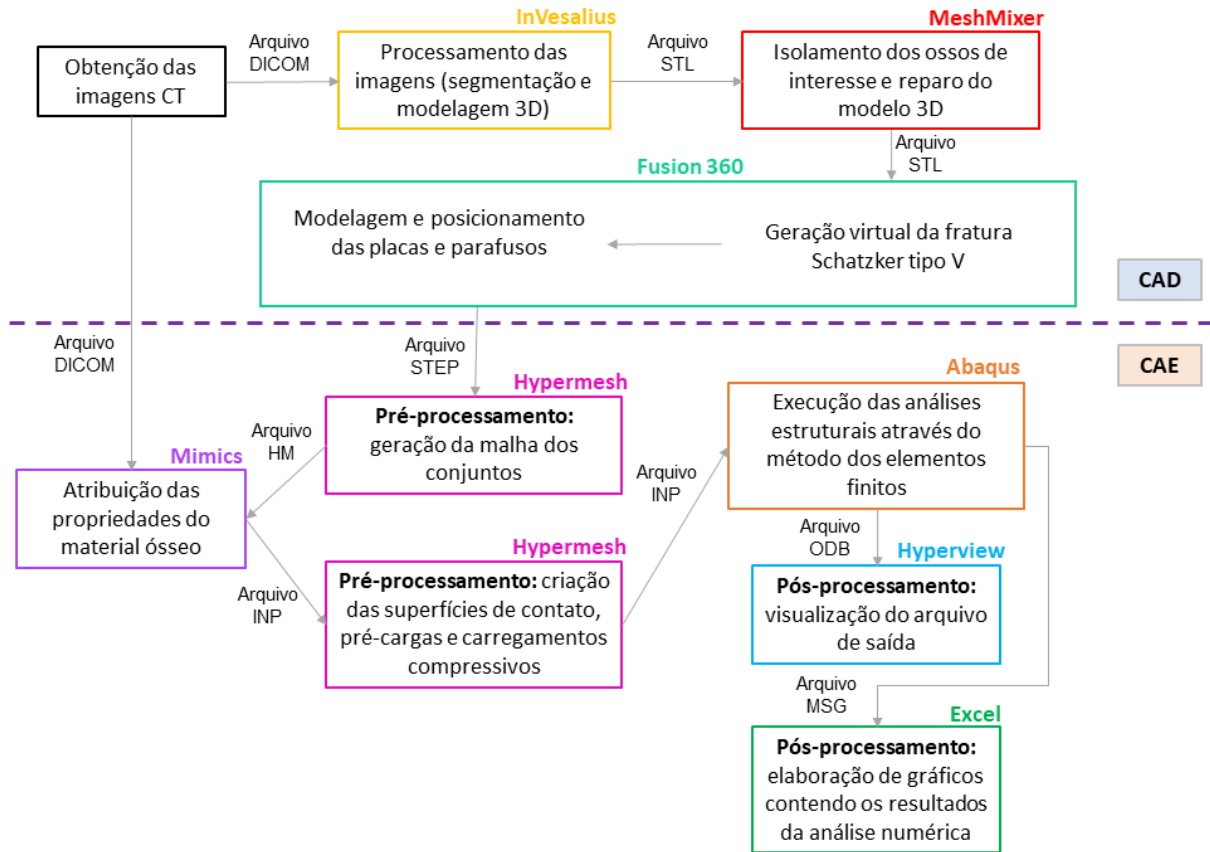 InVesalius
MeshMixer
Obtenção das
imagens CT
Arquivo
DICOM
Processamento das
imagens (segmentação e
modelagem 3D)
Arquivo
STL
Isolamento dos ossos de
interesse e reparo do
modelo 3D
Arquivo
STL
Fusion 360
Modelagem e posicionamento
das placas e parafusos
Geração virtual da fratura
Schatzker tipo V
CAD
Arquivo
DICOM
Arquivo
STEP
CAE
Hypermesh
Abaqus
Pré-processamento:
geração da malha dos
conjuntos
Arquivo
HM
Mimics
Atribuição das
propriedades do
material ósseo
Arquivo
INP
Hypermesh
Pré-processamento: criação
das superfícies de contato,
pré-cargas e carregamentos
compressivos
Arquivo
INP
Execução das análises
estruturais através do
método dos elementos
finitos
Arquivo
ODB
Hyperview
Pós-processamento:
visualização do arquivo
de saída
Arquivo
MSG
Excel
Pós-processamento:
elaboração de gráficos
contendo os resultados
da análise numérica